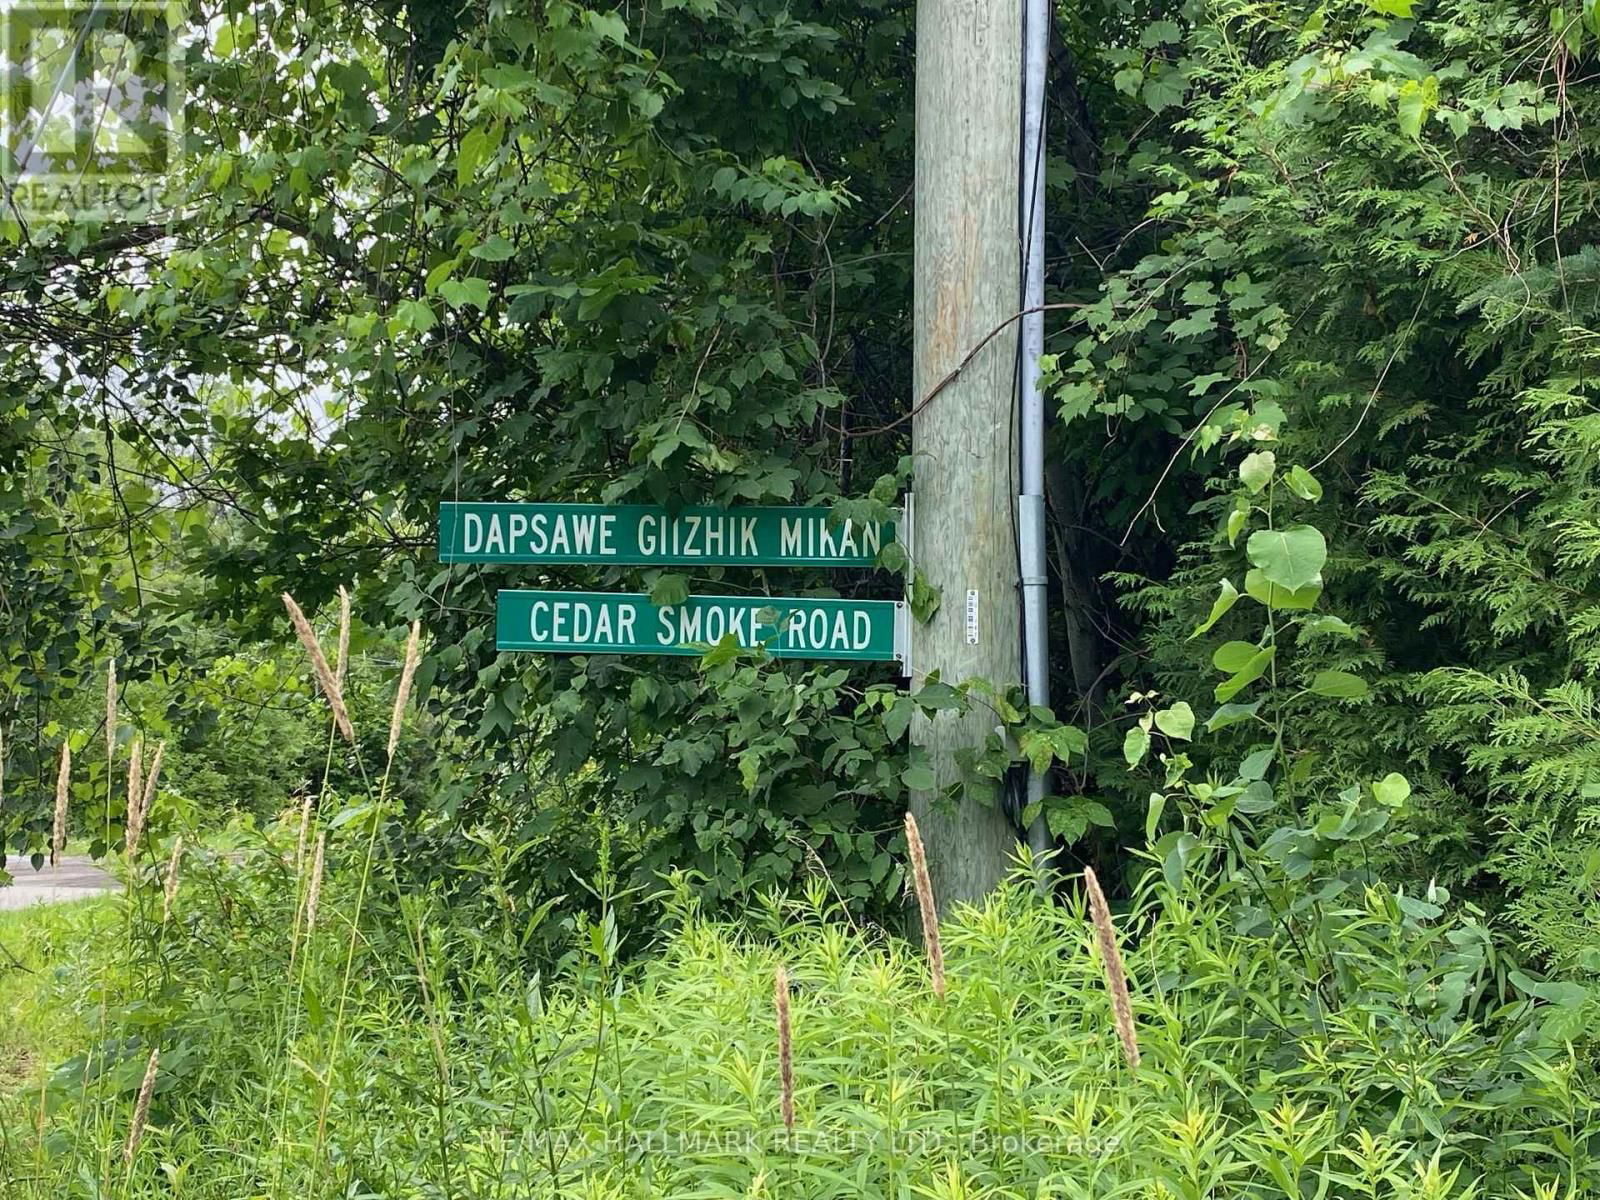 REALTOR
DAPSAWE GIIZHIK MIKAN
CEDAR SMOKE ROAD
RE/MAX HALLMARK REALTY LTD., Brokerage